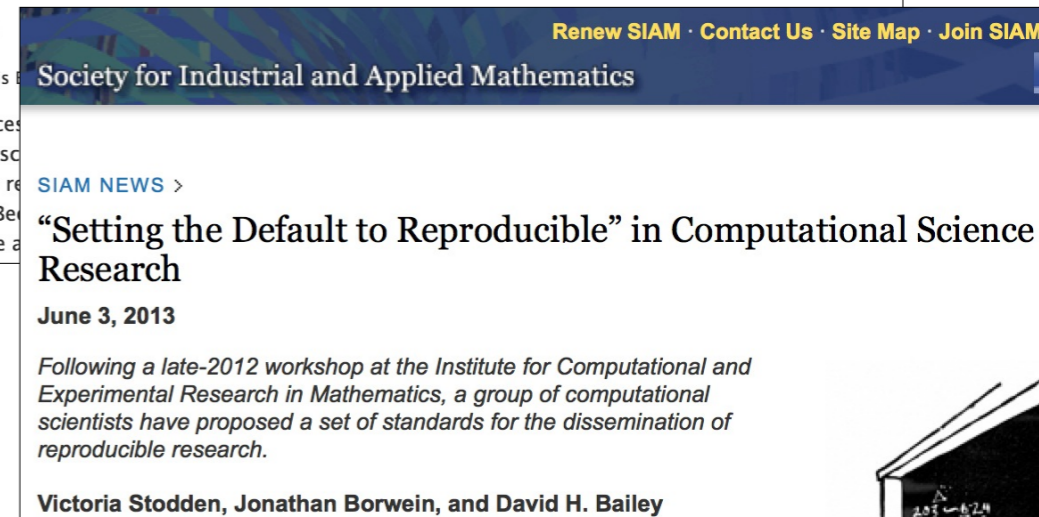 Renew SIAM · Contact Us · Site Map · Join SIAM
Society for Industrial and Applied Mathematics
SIAM NEWS >
“Setting the Default to Reproducible” in Computational Science
Research
June 3, 2013
Following a late-2012 workshop at the Institute for Computational and
Experimental Research in Mathematics, a group of computational
scientists have proposed a set of standards for the dissemination of
reproducible research.
Victoria Stodden, Jonathan Borwein, and David H. Bailey